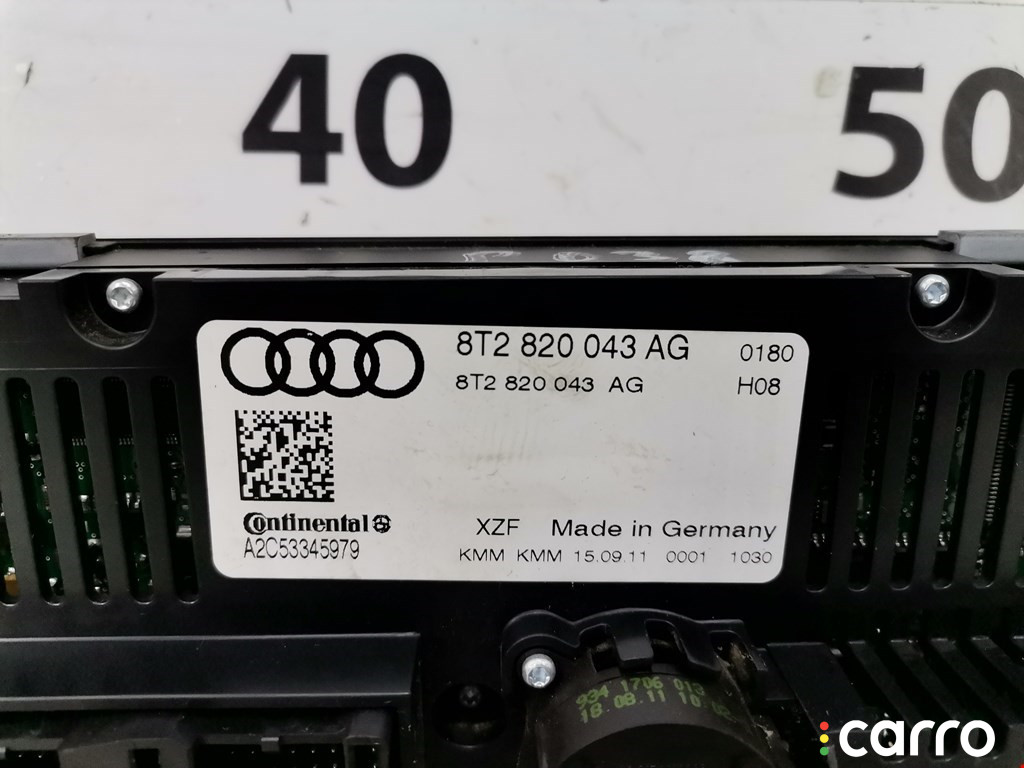 40
50
8T2 820 043 AG 0180
8T2 820 043 AG H08
Continental
A2C53345979
XZF Made in Germany
KMM KMM 15.09.11 0001 1030
934 1706
18.08.11
carro